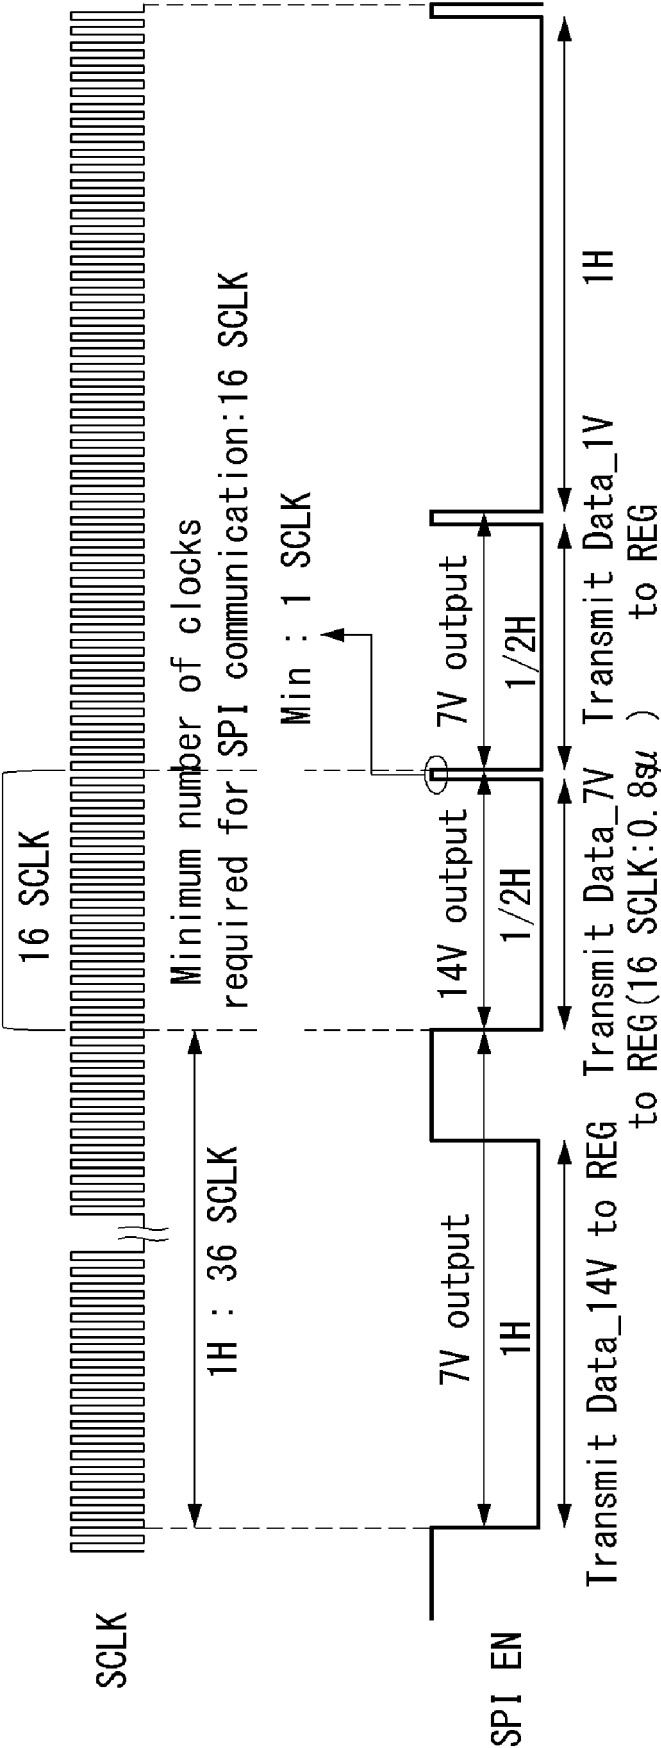 16 SCLK
SCLK
Minimum number of clocks
required for SPI communication:16 SCLK
1H : 36 SCLK
Min : 1 SCLK
7V output
14V output
7V output
1H
1/2H
1/2H
SPI EN
1H
Transmit Data_14V to REG
Transmit Data_7V
to REG(16 SCLK:0.8sμ )
Transmit Data_1V
to REG